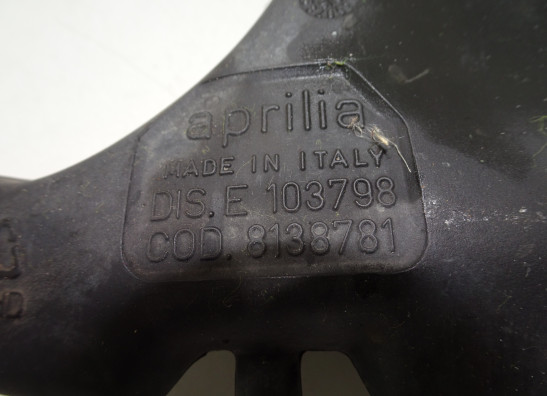 aprilia
MADE IN ITALY
DIS. E 103798
COD. 8138781